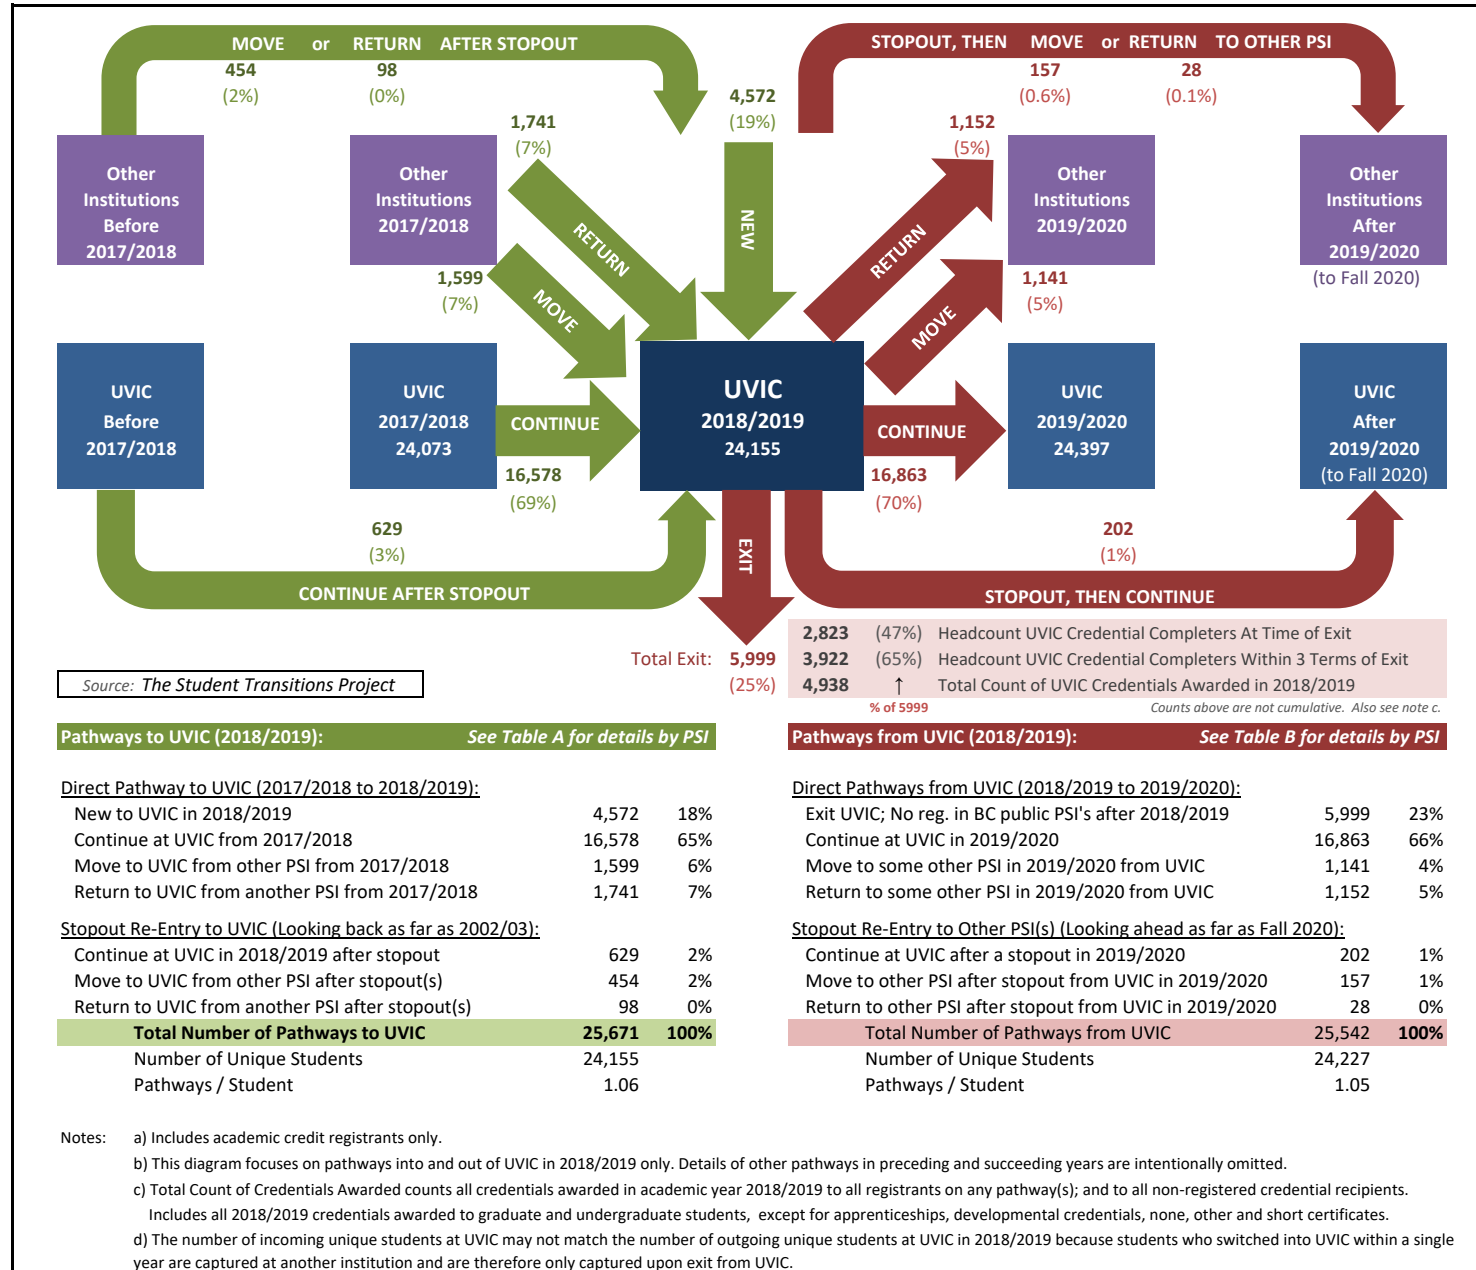 MOVE or RETURN AFTER STOPOUT
454 98
(2%) (0%)
STOPOUT, THEN MOVE or RETURN TO OTHER PSI
157 28
(0.6%) (0.1%)
4,572
(19%)
1,741
(7%)
1,152
(5%)
Other
Institutions
Before
2017/2018
Other
Institutions
2017/2018
RETURN
NEW
RETURN
Other
Institutions
2019/2020
Other
Institutions
After
2019/2020
(to Fall 2020)
1,599
(7%)
MOVE
MOVE
1,141
(5%)
UVIC
Before
2017/2018
UVIC
2017/2018
24,073
CONTINUE
16,578
(69%)
UVIC
2018/2019
24,155
CONTINUE
16,863
(70%)
UVIC
2019/2020
24,397
UVIC
After
2019/2020
(to Fall 2020)
629
(3%)
CONTINUE AFTER STOPOUT
EXIT
202
(1%)
STOPOUT, THEN CONTINUE
Total Exit: 5,999
(25%)
2,823 (47%) Headcount UVIC Credential Completers At Time of Exit
3,922 (65%) Headcount UVIC Credential Completers Within 3 Terms of Exit
4,938 ↑ Total Count of UVIC Credentials Awarded in 2018/2019
% of 5999 Counts above are not cumulative. Also see note c.
Source: The Student Transitions Project
Pathways to UVIC (2018/2019): See Table A for details by PSI
Direct Pathway to UVIC (2017/2018 to 2018/2019):
New to UVIC in 2018/2019 4,572 18%
Continue at UVIC from 2017/2018 16,578 65%
Move to UVIC from other PSI from 2017/2018 1,599 6%
Return to UVIC from another PSI from 2017/2018 1,741 7%
Stopout Re-Entry to UVIC (Looking back as far as 2002/03):
Continue at UVIC in 2018/2019 after stopout 629 2%
Move to UVIC from other PSI after stopout(s) 454 2%
Return to UVIC from another PSI after stopout(s) 98 0%
Total Number of Pathways to UVIC 25,671 100%
Number of Unique Students 24,155
Pathways / Student 1.06
Pathways from UVIC (2018/2019): See Table B for details by PSI
Direct Pathways from UVIC (2018/2019 to 2019/2020):
Exit UVIC; No reg. in BC public PSI's after 2018/2019 5,999 23%
Continue at UVIC in 2019/2020 16,863 66%
Move to some other PSI in 2019/2020 from UVIC 1,141 4%
Return to some other PSI in 2019/2020 from UVIC 1,152 5%
Stopout Re-Entry to Other PSI(s) (Looking ahead as far as Fall 2020):
Continue at UVIC after a stopout in 2019/2020 202 1%
Move to other PSI after stopout from UVIC in 2019/2020 157 1%
Return to other PSI after stopout from UVIC in 2019/2020 28 0%
Total Number of Pathways from UVIC 25,542 100%
Number of Unique Students 24,227
Pathways / Student 1.05
Notes: a) Includes academic credit registrants only.
b) This diagram focuses on pathways into and out of UVIC in 2018/2019 only. Details of other pathways in preceding and succeeding years are intentionally omitted.
c) Total Count of Credentials Awarded counts all credentials awarded in academic year 2018/2019 to all registrants on any pathway(s); and to all non-registered credential recipients.
Includes all 2018/2019 credentials awarded to graduate and undergraduate students, except for apprenticeships, developmental credentials, none, other and short certificates.
d) The number of incoming unique students at UVIC may not match the number of outgoing unique students at UVIC in 2018/2019 because students who switched into UVIC within a single
year are captured at another institution and are therefore only captured upon exit from UVIC.